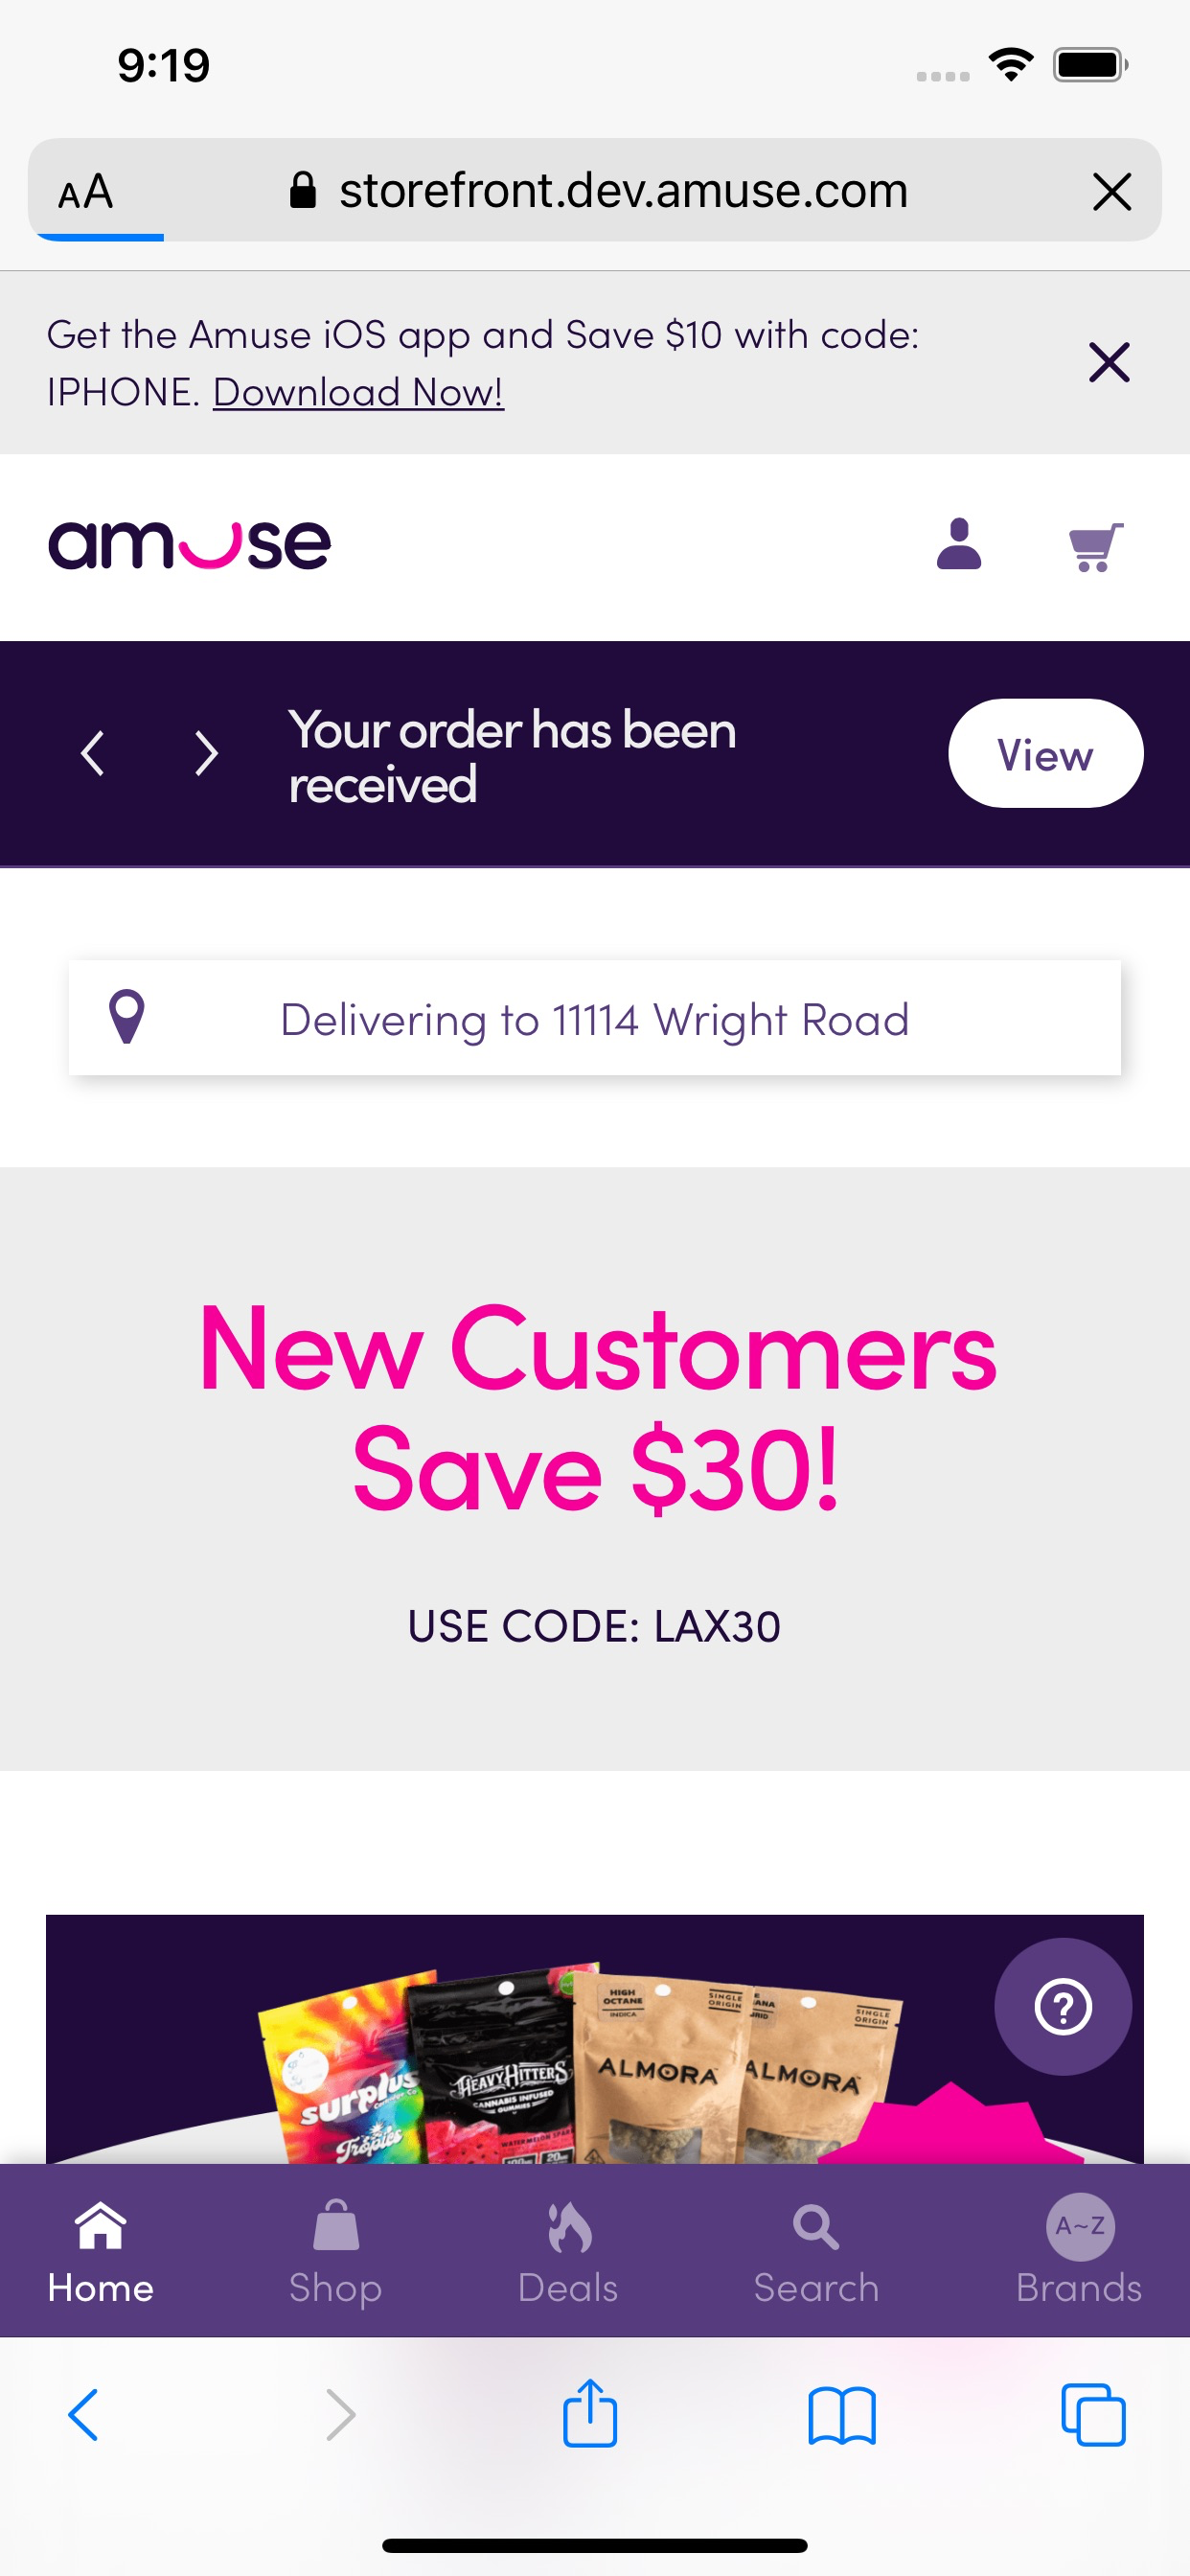 9:19
AA
storefront.dev.amuse.com
Get the Amuse iOS app and Save $10 with code:
IPHONE. Download Now!
amuse
Your order has been
received
View
Delivering to 11114 Wright Road
New Customers
Save $30!
USE CODE: LAX30
surplus
Tropics
HEAVY HITTERS
CANNABIS INFUSED
GUMMIES
HIGH
OCTANE
INDICA
SINGLE
ORIGIN
ALMORA
SINGLE
ORIGIN
ALMORA
A~Z
Home
Shop
Deals
Search
Brands